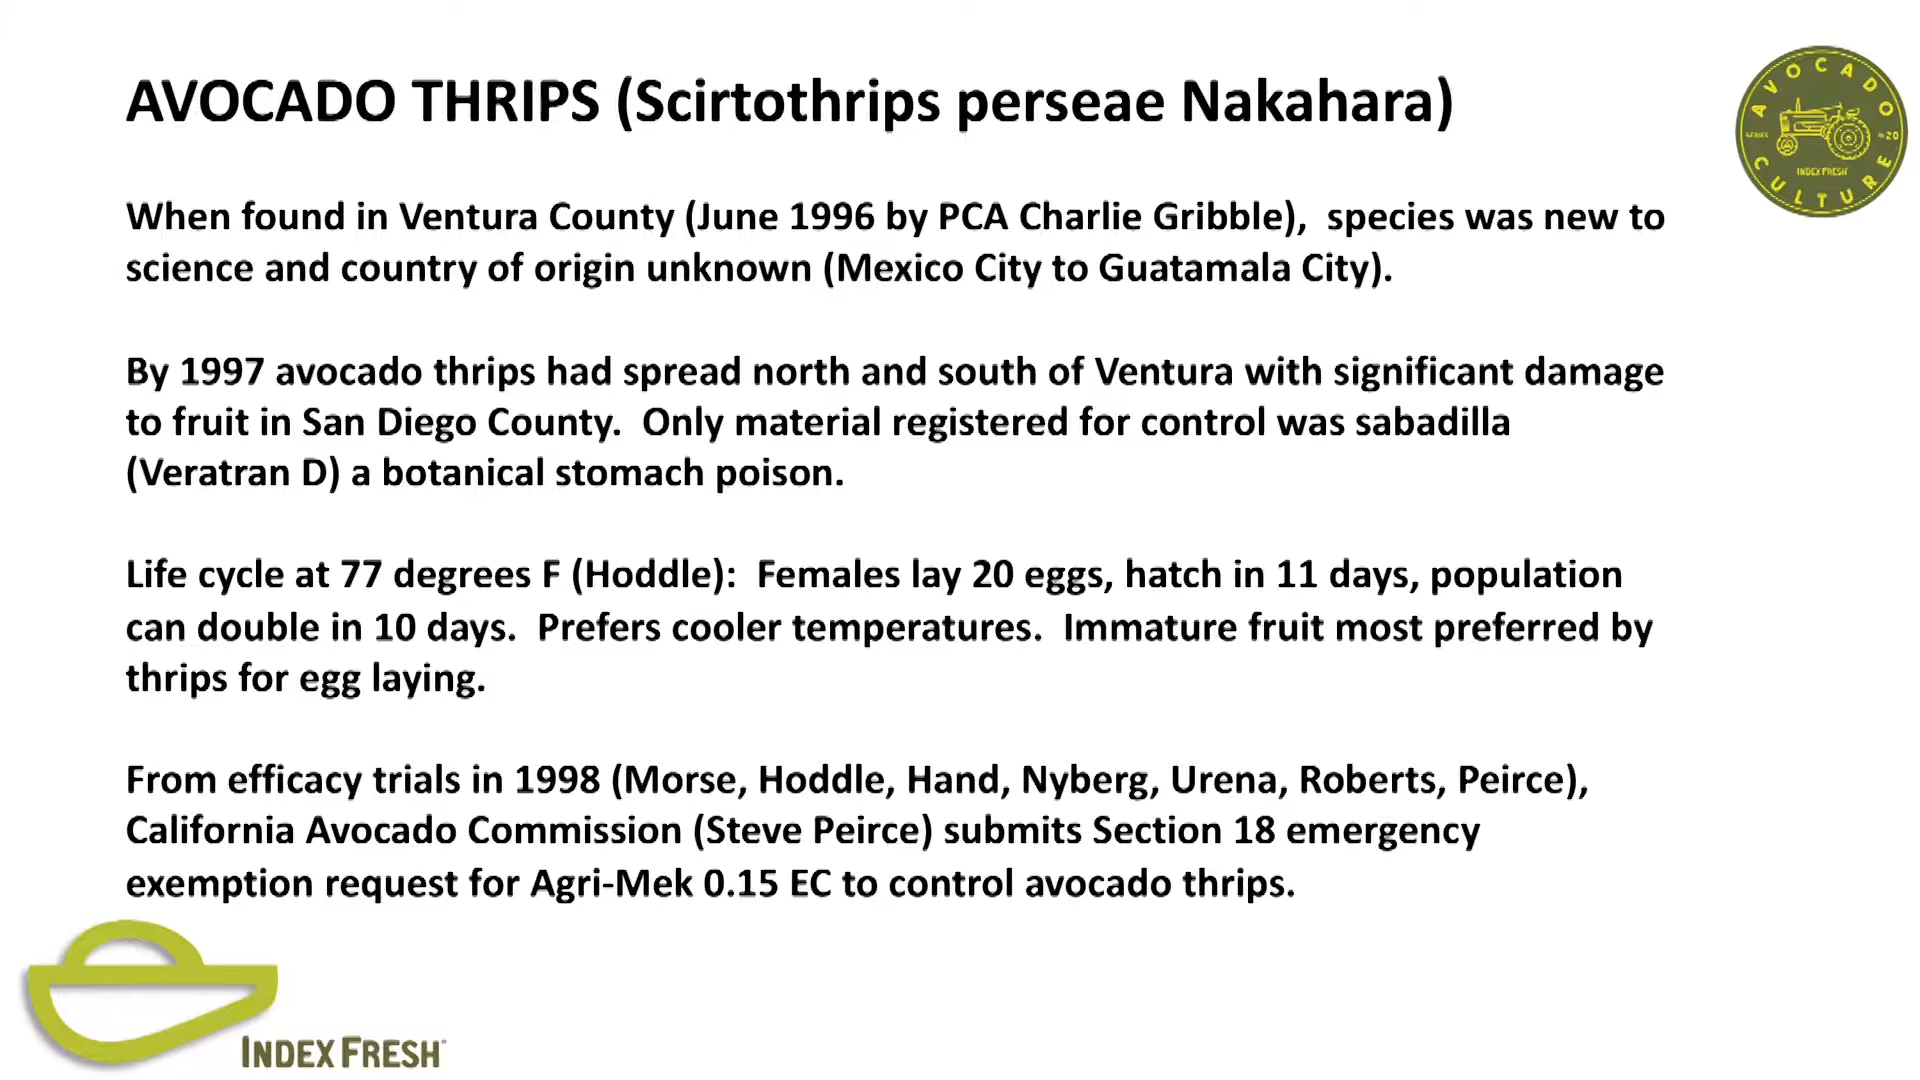 AVOCADO THRIPS (Scirtothrips perseae Nakahara)
AVOCADO
SERIES
≈20
INDEX FRESH
CULTURE
When found in Ventura County (June 1996 by PCA Charlie Gribble),  species was new to
science and country of origin unknown (Mexico City to Guatamala City).
By 1997 avocado thrips had spread north and south of Ventura with significant damage
to fruit in San Diego County.  Only material registered for control was sabadilla
(Veratran D) a botanical stomach poison.
Life cycle at 77 degrees F (Hoddle):  Females lay 20 eggs, hatch in 11 days, population
can double in 10 days.  Prefers cooler temperatures.  Immature fruit most preferred by
thrips for egg laying.
From efficacy trials in 1998 (Morse, Hoddle, Hand, Nyberg, Urena, Roberts, Peirce),
California Avocado Commission (Steve Peirce) submits Section 18 emergency
exemption request for Agri-Mek 0.15 EC to control avocado thrips.
INDEX FRESH